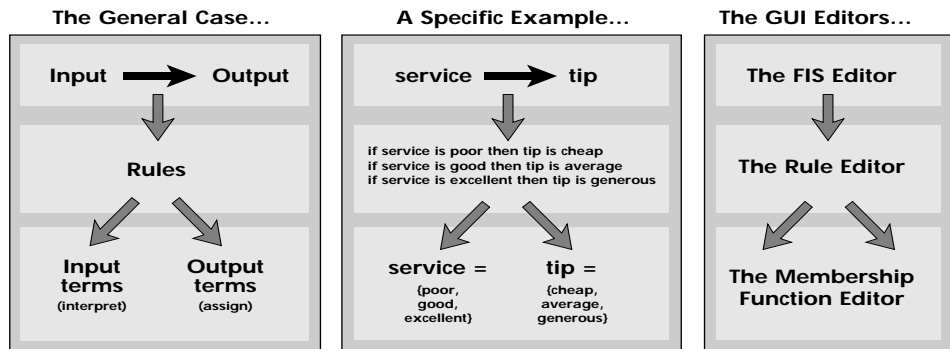 The General Case...
Input
Output
Rules
Input
terms
(interpret)
Output
terms
(assign)
A Specific Example...
service
tip
if service is poor then tip is cheap
if service is good then tip is average
if service is excellent then tip is generous
service =
{poor,
good,
excellent}
tip =
{cheap,
average,
generous}
The GUI Editors...
The FIS Editor
The Rule Editor
The Membership
Function Editor